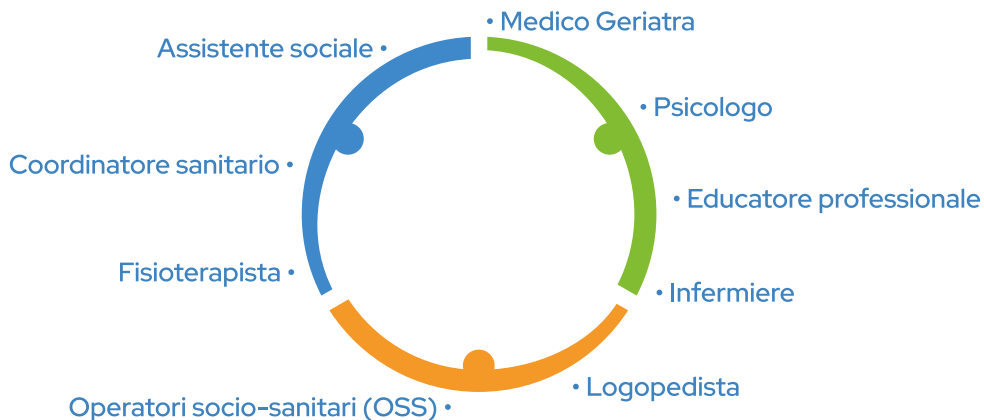 • Medico Geriatra
Assistente sociale •
• Psicologo
Coordinatore sanitario •
• Educatore professionale
Fisioterapista •
• Infermiere
• Logopedista
Operatori socio-sanitari (OSS) •